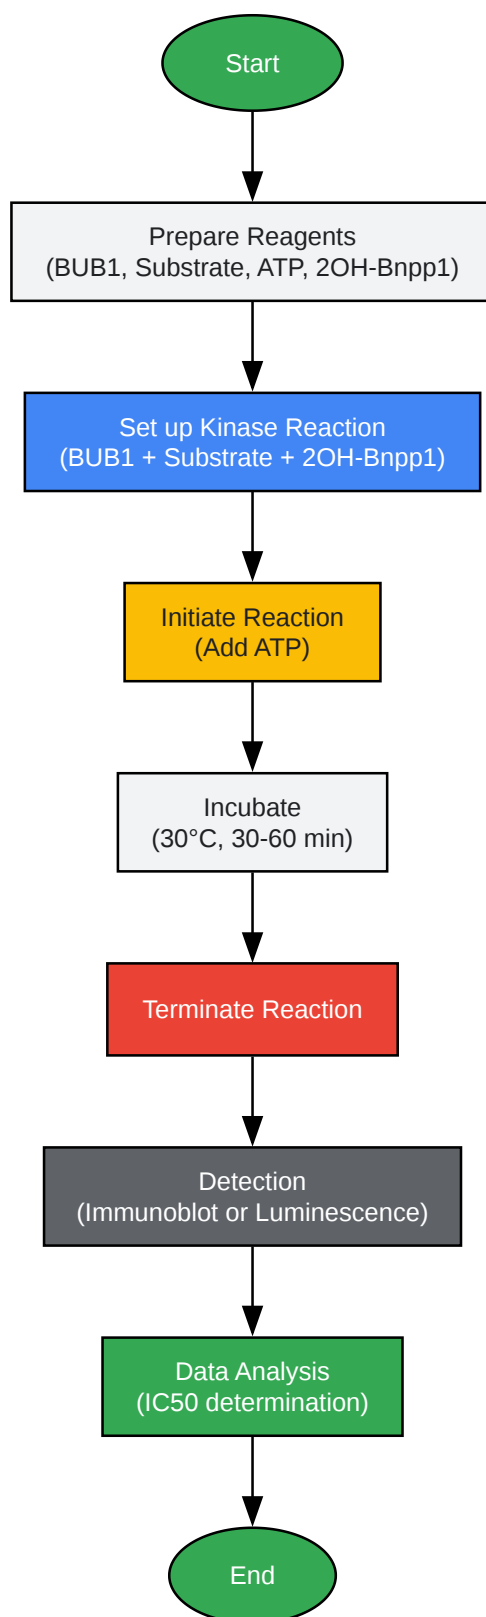 Start
Prepare Reagents
(BUB1, Substrate, ATP, 2OH-Bnpp1)
Set up Kinase Reaction
(BUB1 + Substrate + 2OH-Bnpp1)
Initiate Reaction
(Add ATP)
Incubate
(30°C, 30-60 min)
Terminate Reaction
Detection
(Immunoblot or Luminescence)
Data Analysis
(IC50 determination)
End